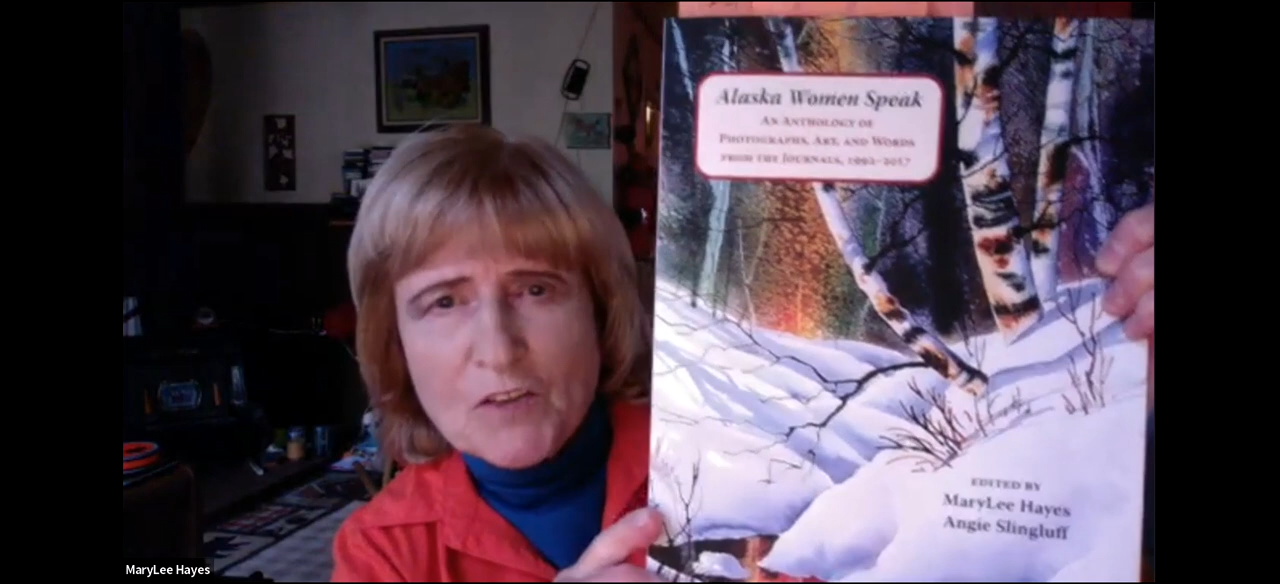 Alaska Women Speak
An Anthology of
Photographs, Art, and Words
from the Journals, 1992–2017
EDITED BY
MaryLee Hayes
Angie Slingluff
MaryLee Hayes